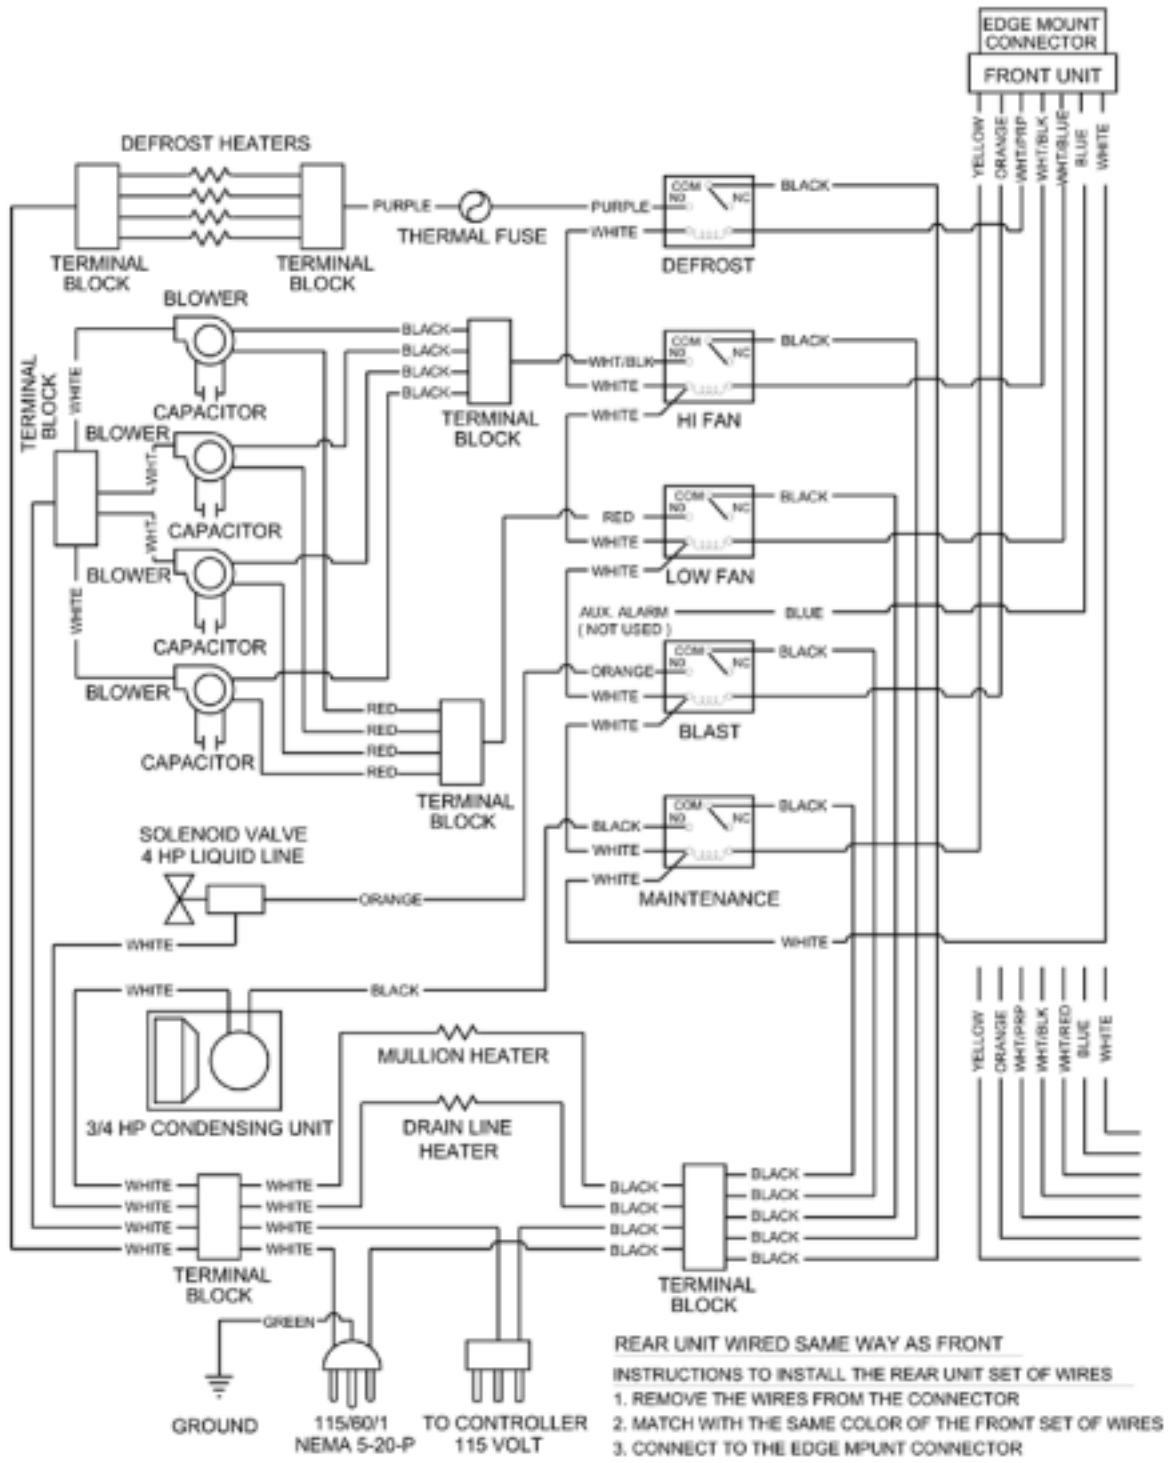 EDGE MOUNT
CONNECTOR
FRONT UNIT
YELLOW
ORANGE
WHT/PRP
WHT/BLK
WHT/BLUE
BLUE
WHITE
DEFROST HEATERS
PURPLE
THERMAL FUSE
TERMINAL
BLOCK
TERMINAL
BLOCK
COM
NO
NC
BLACK
PURPLE
WHITE
DEFROST
BLOWER
CAPACITOR
TERMINAL
BLOCK
WHITE
BLACK
BLACK
BLACK
BLACK
TERMINAL
BLOCK
COM
NO
NC
BLACK
WHT/BLK
WHITE
WHITE
HI FAN
BLOWER
WHT
CAPACITOR
WHT
BLOWER
CAPACITOR
WHITE
COM
NO
NC
BLACK
RED
WHITE
WHITE
LOW FAN
AUX. ALARM
( NOT USED )
BLUE
BLOWER
CAPACITOR
RED
RED
RED
RED
TERMINAL
BLOCK
COM
NO
NC
BLACK
ORANGE
WHITE
WHITE
BLAST
COM
NO
NC
BLACK
BLACK
WHITE
WHITE
MAINTENANCE
WHITE
SOLENOID VALVE
4 HP LIQUID LINE
ORANGE
WHITE
WHITE
BLACK
3/4 HP CONDENSING UNIT
MULLION HEATER
DRAIN LINE
HEATER
YELLOW
ORANGE
WHT/PRP
WHT/BLK
WHT/RED
BLUE
WHITE
WHITE
WHITE
WHITE
WHITE
WHITE
WHITE
WHITE
WHITE
TERMINAL
BLOCK
BLACK
BLACK
BLACK
BLACK
BLACK
BLACK
BLACK
BLACK
BLACK
TERMINAL
BLOCK
GREEN
GROUND
115/60/1
NEMA 5-20-P
TO CONTROLLER
115 VOLT
REAR UNIT WIRED SAME WAY AS FRONT
INSTRUCTIONS TO INSTALL THE REAR UNIT SET OF WIRES
1. REMOVE THE WIRES FROM THE CONNECTOR
2. MATCH WITH THE SAME COLOR OF THE FRONT SET OF WIRES
3. CONNECT TO THE EDGE MPUNT CONNECTOR